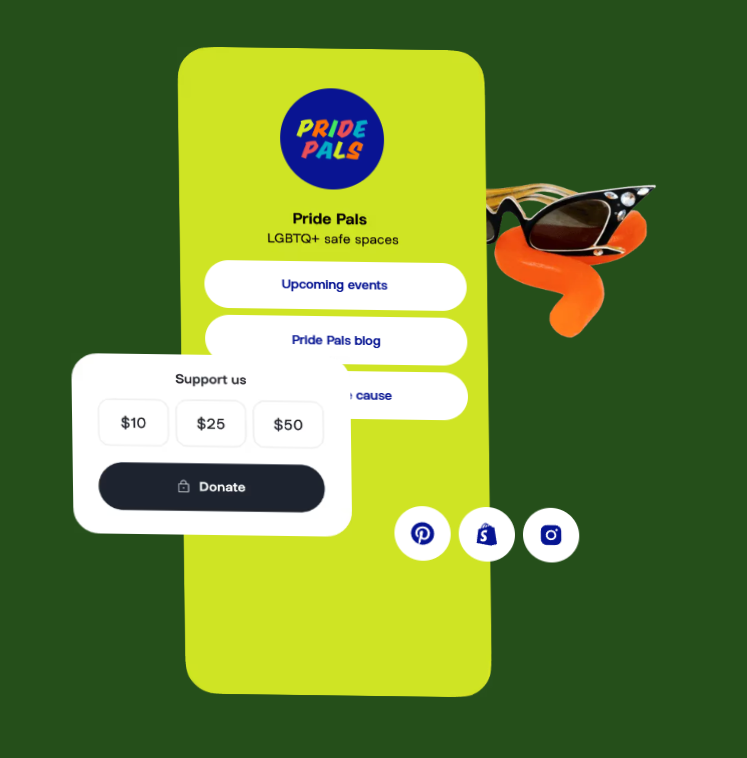 PRIDE
PALS
Pride Pals
LGBTQ+ safe spaces
Upcoming events
Pride Pals blog
cause
Support us
$10 $25 $50
Donate